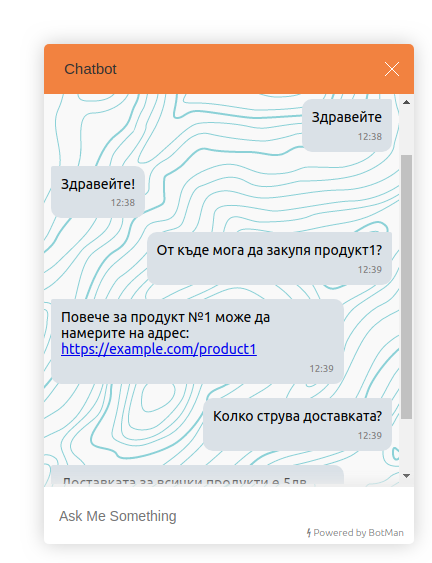 Chatbot
Здравейте
12:38
Здравейте!
12:38
От къде мога да закупя продукт1?
12:39
Повече за продукт №1 може да
намерите на адрес:
https://example.com/product1
12:39
Колко струва доставката?
12:39
Доставката за всички продукти е 5лв
Ask Me Something
Powered by BotMan